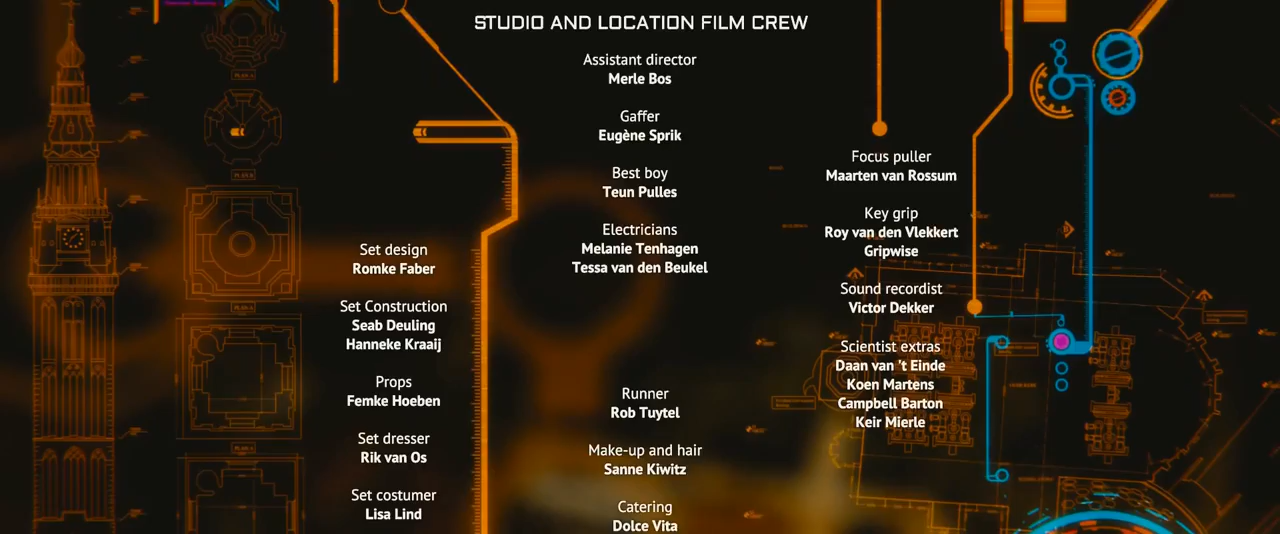 STUDIO AND LOCATION FILM CREW
Assistant director
Merle Bos
Gaffer
Eugène Sprik
Best boy
Teun Pulles
Electricians
Melanie Tenhagen
Tessa van den Beukel
Set design
Romke Faber
Set Construction
Seab Deuling
Hanneke Kraaij
Props
Femke Hoeben
Set dresser
Rik van Os
Set costumer
Lisa Lind
Runner
Rob Tuytel
Make-up and hair
Sanne Kiwitz
Catering
Dolce Vita
Focus puller
Maarten van Rossum
Key grip
Roy van den Vlekkert
Gripwise
Sound recordist
Victor Dekker
Scientist extras
Daan van 't Einde
Koen Martens
Campbell Barton
Keir Mierle